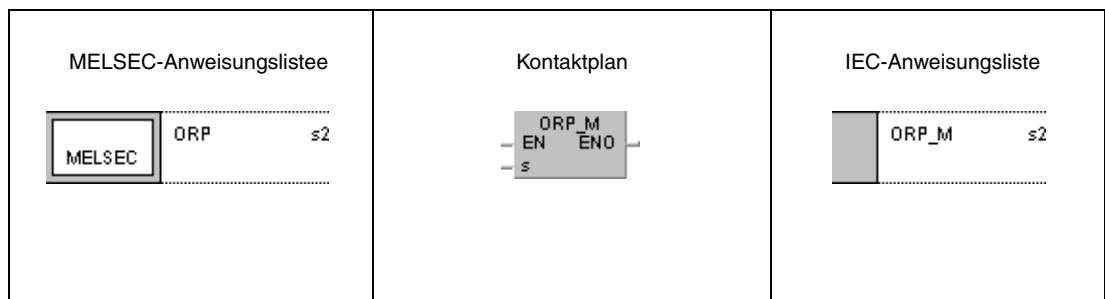 MELSEC-Anweisungslistee
Kontaktplan
IEC-Anweisungsliste
MELSEC
ORP s2
ORP_M
EN ENO
s
ORP_M s2